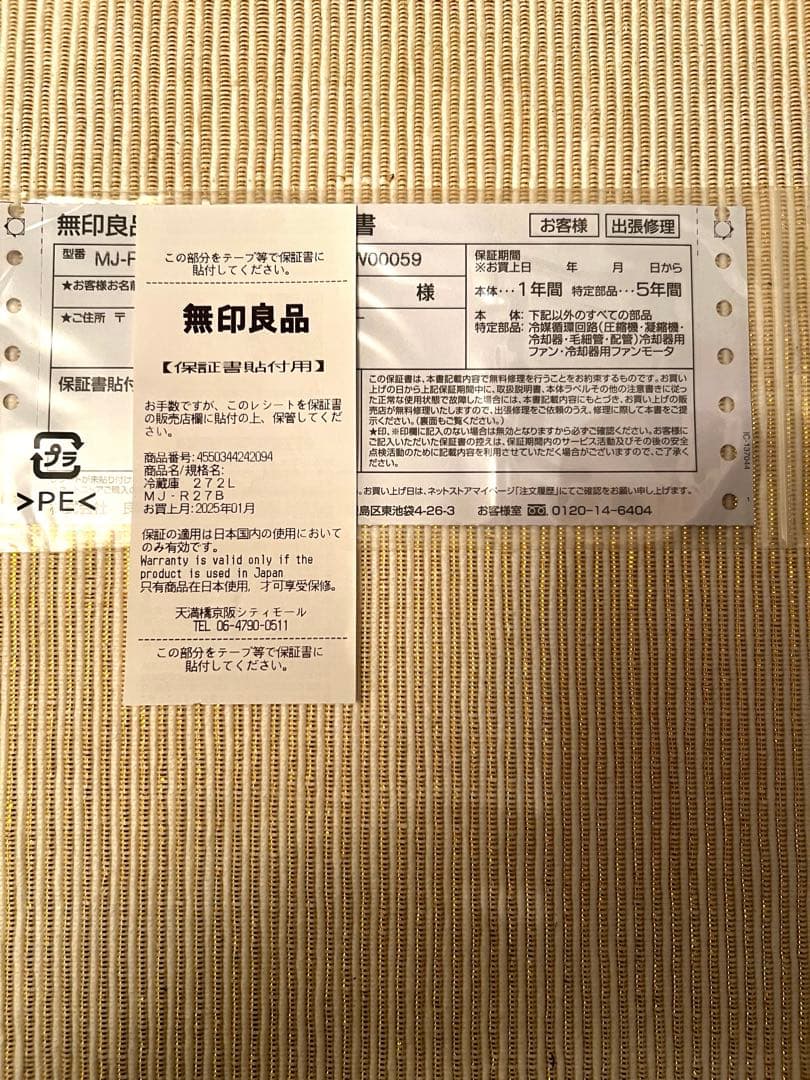 無印良品
書
お客様 出張修理
型番 MJ-R
W00059
★お客様お名前
様
★ご住所 〒
保証書貼付
保証期間
※お買上日 年 月 日から
本体…1年間 特定部品…5年間
本 体: 下記以外のすべての部品
特定部品: 冷媒循環回路(圧縮機・凝縮機・
冷却器・毛細管・配管)冷却器用
ファン・冷却器用ファンモータ
この保証書は、本書記載内容で無料修理を行うことをお約束するものです。お買い
上げの日から上記保証期間中に、取扱説明書、本体ラベルその他の注意書きに従っ
た正常な使用状態で故障した場合には、本書記載内容にもとづき、お買い上げの販
売店が無料修理いたしますので、出張修理をご依頼のうえ、修理に際して本書をご提
示ください。(裏面もご覧ください。)
★印、※印欄に記入のない場合は無効となりますから必ずご確認ください。お客様に
ご記入いただいた保証書の控えは、保証期間内のサービス活動及びその後の安全
点検活動のために記載内容を利用させていただく場合がございますので、ご了承く
ださい。
IC-137044
。お買い上げ日は、ネットストアマイページ「注文履歴」にてご確認をお願い申し上げます。
島区東池袋4-26-3 お客様室 0120-14-6404
プラ
>PE<
この部分をテープ等で保証書に
貼付してください。
無印良品
【保証書貼付用】
お手数ですが、このレシートを保証書
の販売店欄に貼付の上、保管してくだ
さい。
商品番号:4550344242094
商品名/規格名:
冷蔵庫 272L
MJ-R27B
お買上月:2025年01月
保証の適用は日本国内の使用において
のみ有効です。
Warranty is valid only if the
product is used in Japan
只有商品在日本使用,才可享受保修。
天満橋京阪シティモール
TEL 06-4790-0511
この部分をテープ等で保証書に
貼付してください。